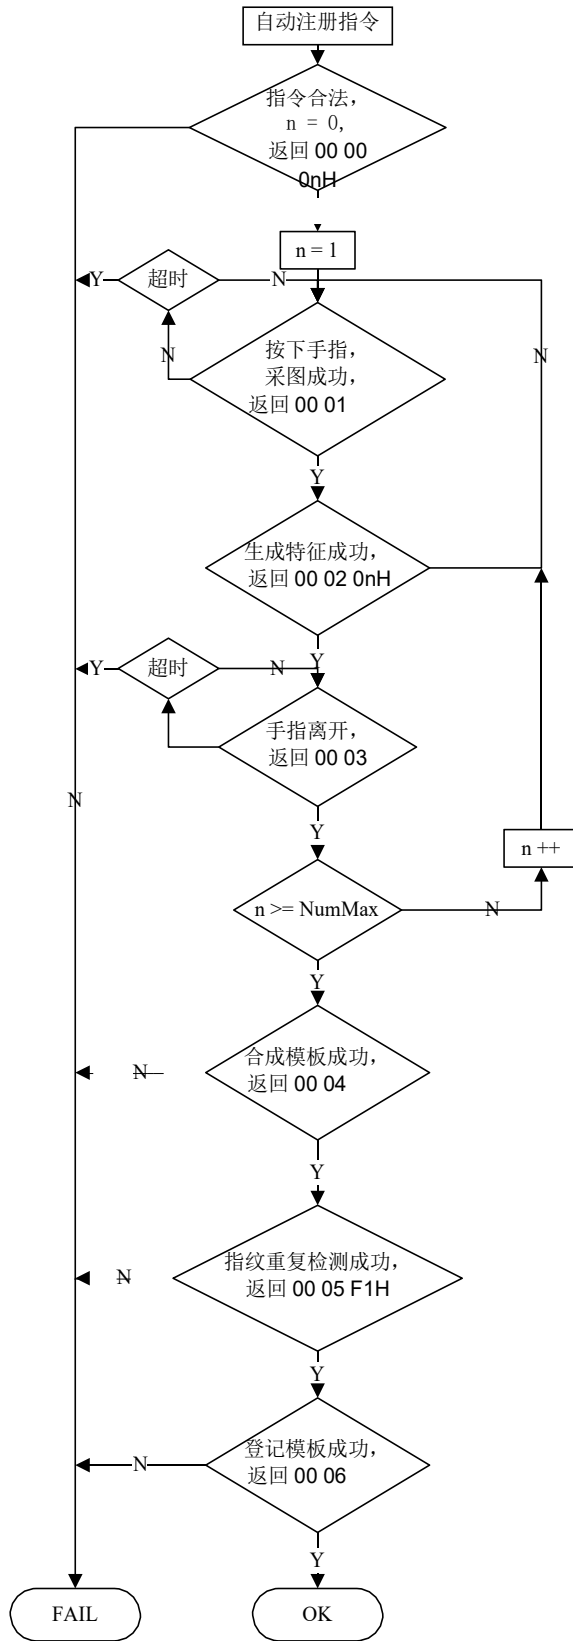 自动注册指令
指令合法，
n = 0,
返回 00 00
0nH
n = 1
Y
超时
N
N
N
按下手指，
采图成功，
返回 00 01
Y
生成特征成功，
返回 00 02 0nH
Y
Y
超时
N
手指离开，
返回 00 03
N
Y
n ++
n >= NumMax
N
Y
合成模板成功，
返回 00 04
N
Y
指纹重复检测成功，
返回 00 05 F1H
N
Y
登记模板成功，
返回 00 06
N
Y
FAIL
OK